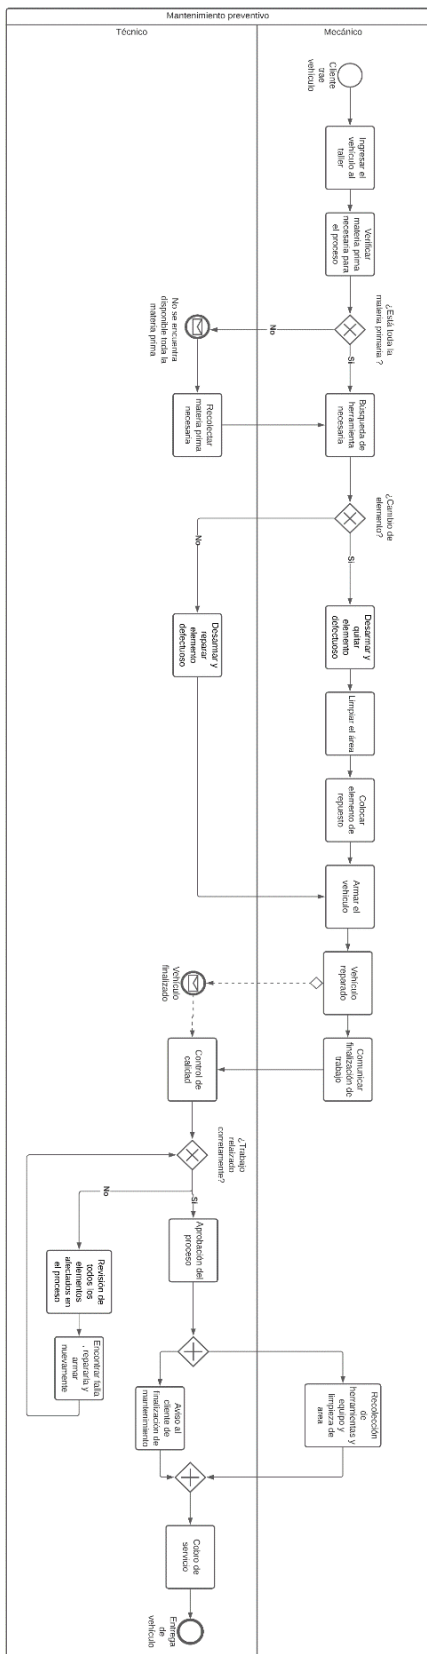 Mantenimiento preventivo
Técnico
Mecánico
Cliente
trae
vehículo
Ingresar el
vehículo al
taller
Verificar
materia prima
necesaria para
el proceso
¿Está toda la
materia primaria ?
No
Si
No se encuentra
disponible toda la
materia prima
Recolectar
materia prima
necesaria
Búsqueda de
herramienta
necesaria
¿Cambio de
elemento?
No
Si
Desarmar y
reparar
elemento
defectuoso
Desarmar y
quitar
elemento
defectuoso
Limpiar el área
Colocar
elemento de
repuesto
Armar el
vehículo
Vehículo
reparado
Vehículo
finalizado
Comunicar
finalización de
trabajo
Control de
calidad
¿Trabajo
relaizado
corretamente?
No
Si
Aprobación del
proceso
Revisión de
todos los
elementos
afectados en
el proceso
Encontrar falla
, repararla y
armar
nuevamente
Aviso al
cliente de
finalización de
mantenimiento
Recolección
de
herramientas y
equipo y
limpieza de
area
Cobro de
servicio
Entrega
de
vehículo